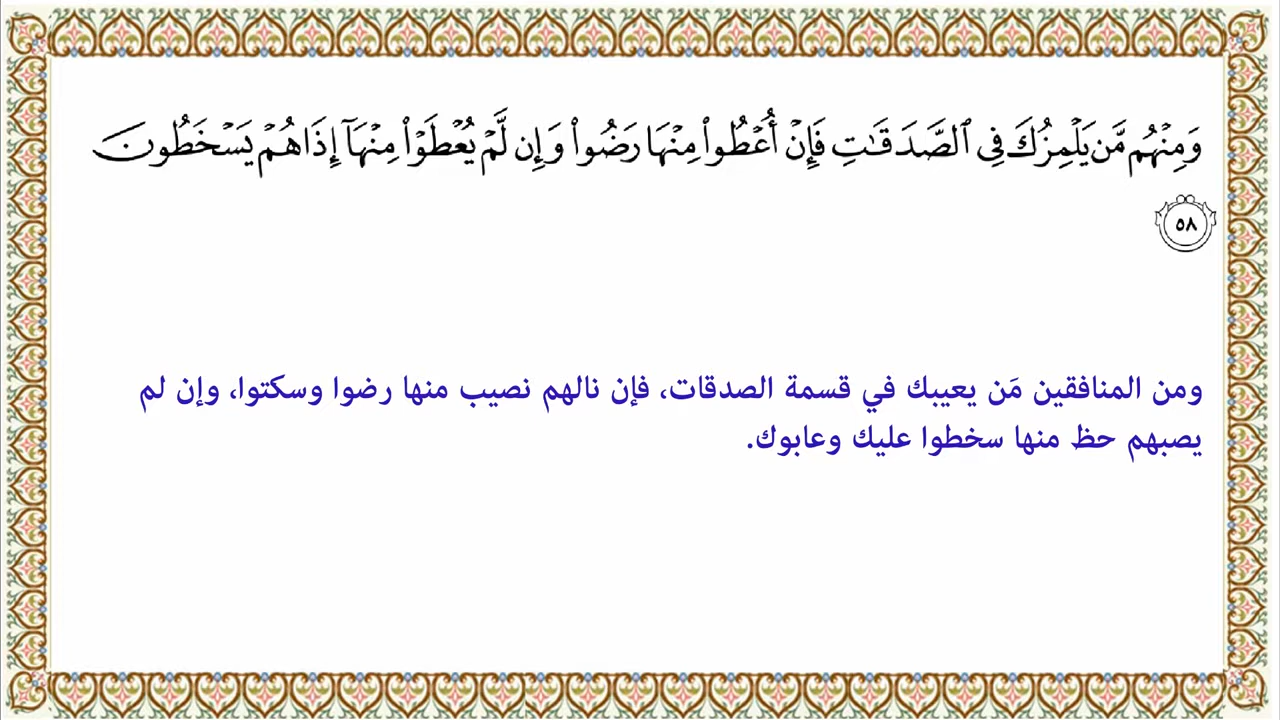 وَمِنْهُم مَّن يَلْمِزُكَ فِي ٱلصَّدَقَٰتِ فَإِنْ أُعْطُوا۟ مِنْهَا رَضُوا۟ وَإِن لَّمْ يُعْطَوْا۟ مِنْهَآ إِذَا هُمْ يَسْخَطُونَ
٥٨
ومن المنافقين مَن يعيبك في قسمة الصدقات، فإن نالهم نصيب منها رضوا وسكتوا، وإن لم
يصبهم حظ منها سخطوا عليك وعابوك.